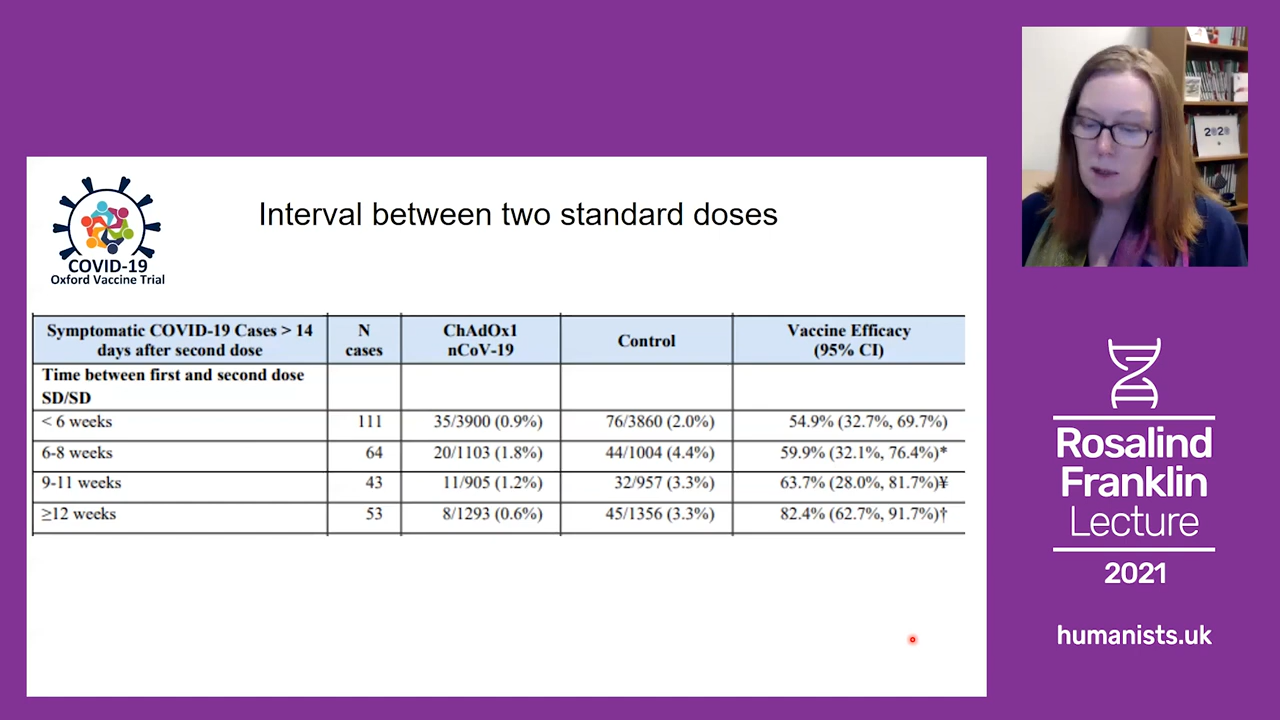 COVID-19
Oxford Vaccine Trial
Interval between two standard doses
Symptomatic COVID-19 Cases > 14 days after second dose | N cases | ChAdOx1 nCoV-19 | Control | Vaccine Efficacy (95% CI)
Time between first and second dose SD/SD
< 6 weeks | 111 | 35/3900 (0.9%) | 76/3860 (2.0%) | 54.9% (32.7%, 69.7%)
6-8 weeks | 64 | 20/1103 (1.8%) | 44/1004 (4.4%) | 59.9% (32.1%, 76.4%)*
9-11 weeks | 43 | 11/905 (1.2%) | 32/957 (3.3%) | 63.7% (28.0%, 81.7%)¥
≥12 weeks | 53 | 8/1293 (0.6%) | 45/1356 (3.3%) | 82.4% (62.7%, 91.7%)†
2020
Rosalind
Franklin
Lecture
2021
humanists.uk